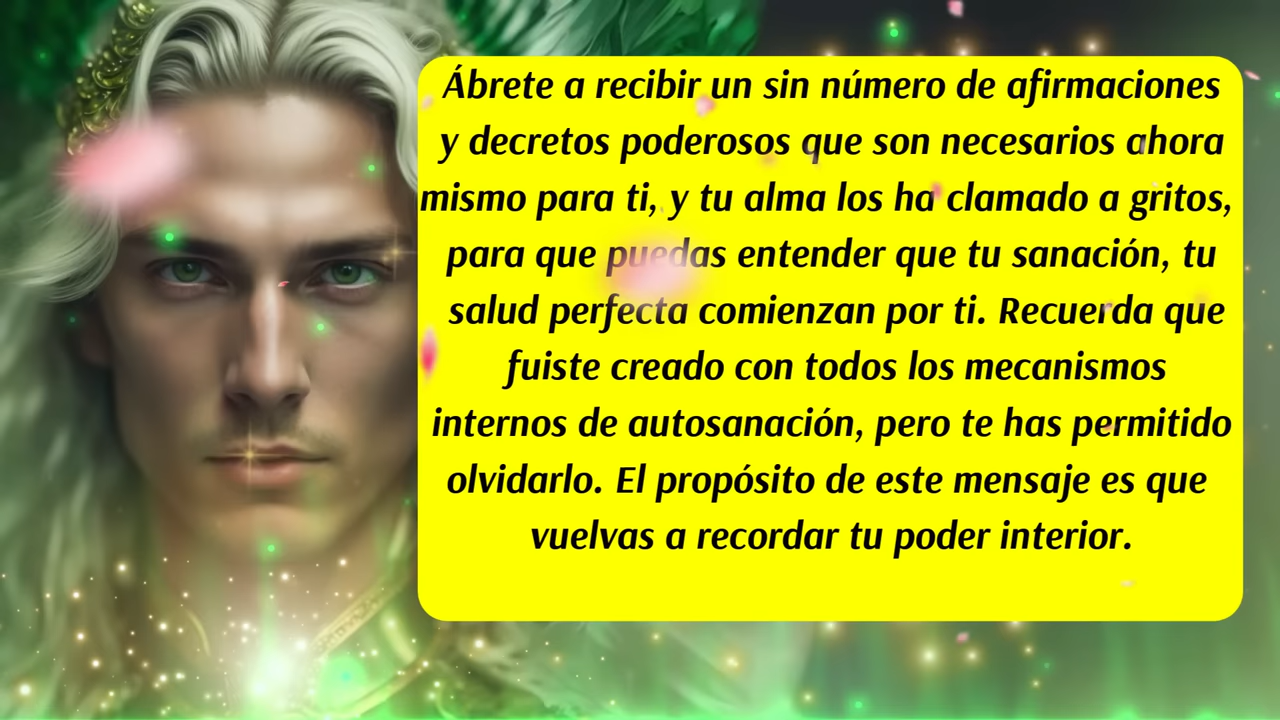 Ábrete a recibir un sin número de afirmaciones
y decretos poderosos que son necesarios ahora
mismo para ti, y tu alma los ha clamado a gritos,
para que puedas entender que tu sanación, tu
salud perfecta comienzan por ti. Recuerda que
fuiste creado con todos los mecanismos
internos de autosanación, pero te has permitido
olvidarlo. El propósito de este mensaje es que
vuelvas a recordar tu poder interior.